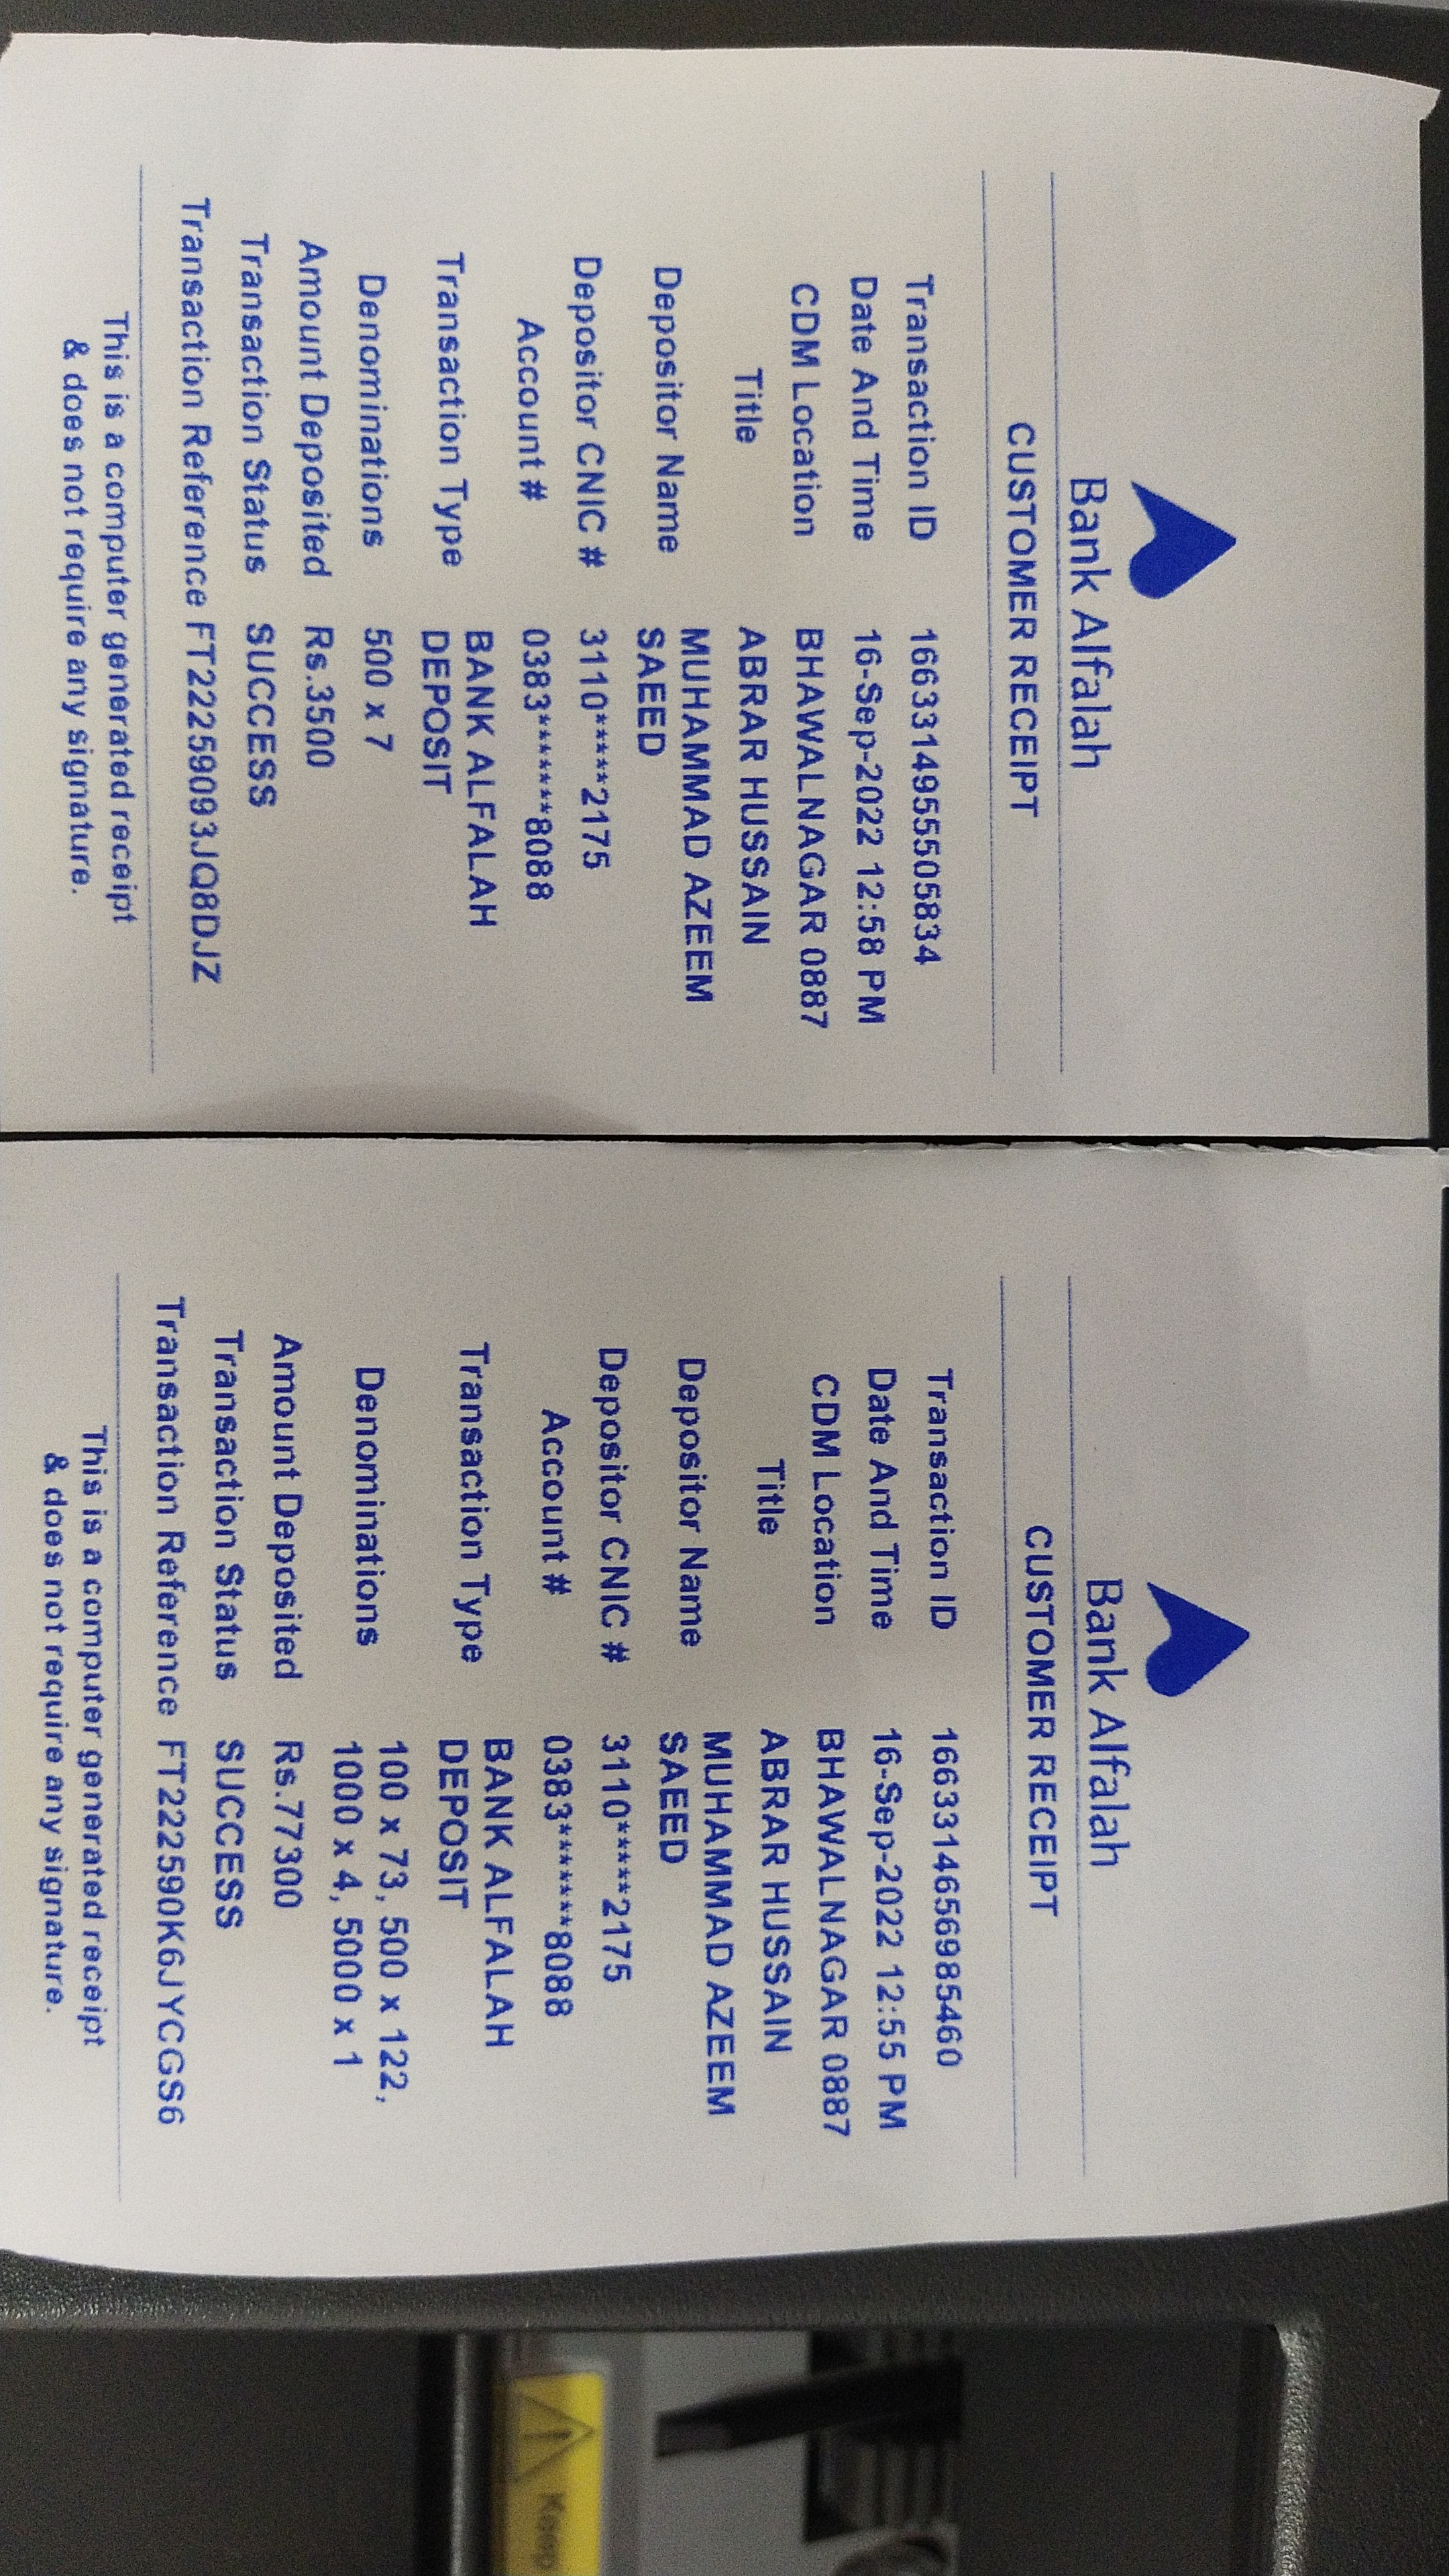 Bank Alfalah
CUSTOMER RECEIPT
Transaction ID 1663314955505834
Date And Time 16-Sep-2022 12:58 PM
CDM Location BHAWALNAGAR 0887
Title ABRAR HUSSAIN
Depositor Name MUHAMMAD AZEEM
SAEED
Depositor CNIC # 3110*****2175
Account # 0383*******8088
Transaction Type BANK ALFALAH
DEPOSIT
Denominations 500 x 7
Amount Deposited Rs.3500
Transaction Status SUCCESS
Transaction Reference FT22259093JQ8DJZ
This is a computer generated receipt
& does not require any signature.
Bank Alfalah
CUSTOMER RECEIPT
Transaction ID 1663314656985460
Date And Time 16-Sep-2022 12:55 PM
CDM Location BHAWALNAGAR 0887
Title ABRAR HUSSAIN
Depositor Name MUHAMMAD AZEEM
SAEED
Depositor CNIC # 3110*****2175
Account # 0383*******8088
Transaction Type BANK ALFALAH
DEPOSIT
Denominations 100 x 73, 500 x 122,
1000 x 4, 5000 x 1
Amount Deposited Rs.77300
Transaction Status SUCCESS
Transaction Reference FT222590K6JYCGS6
This is a computer generated receipt
& does not require any signature.
Keep